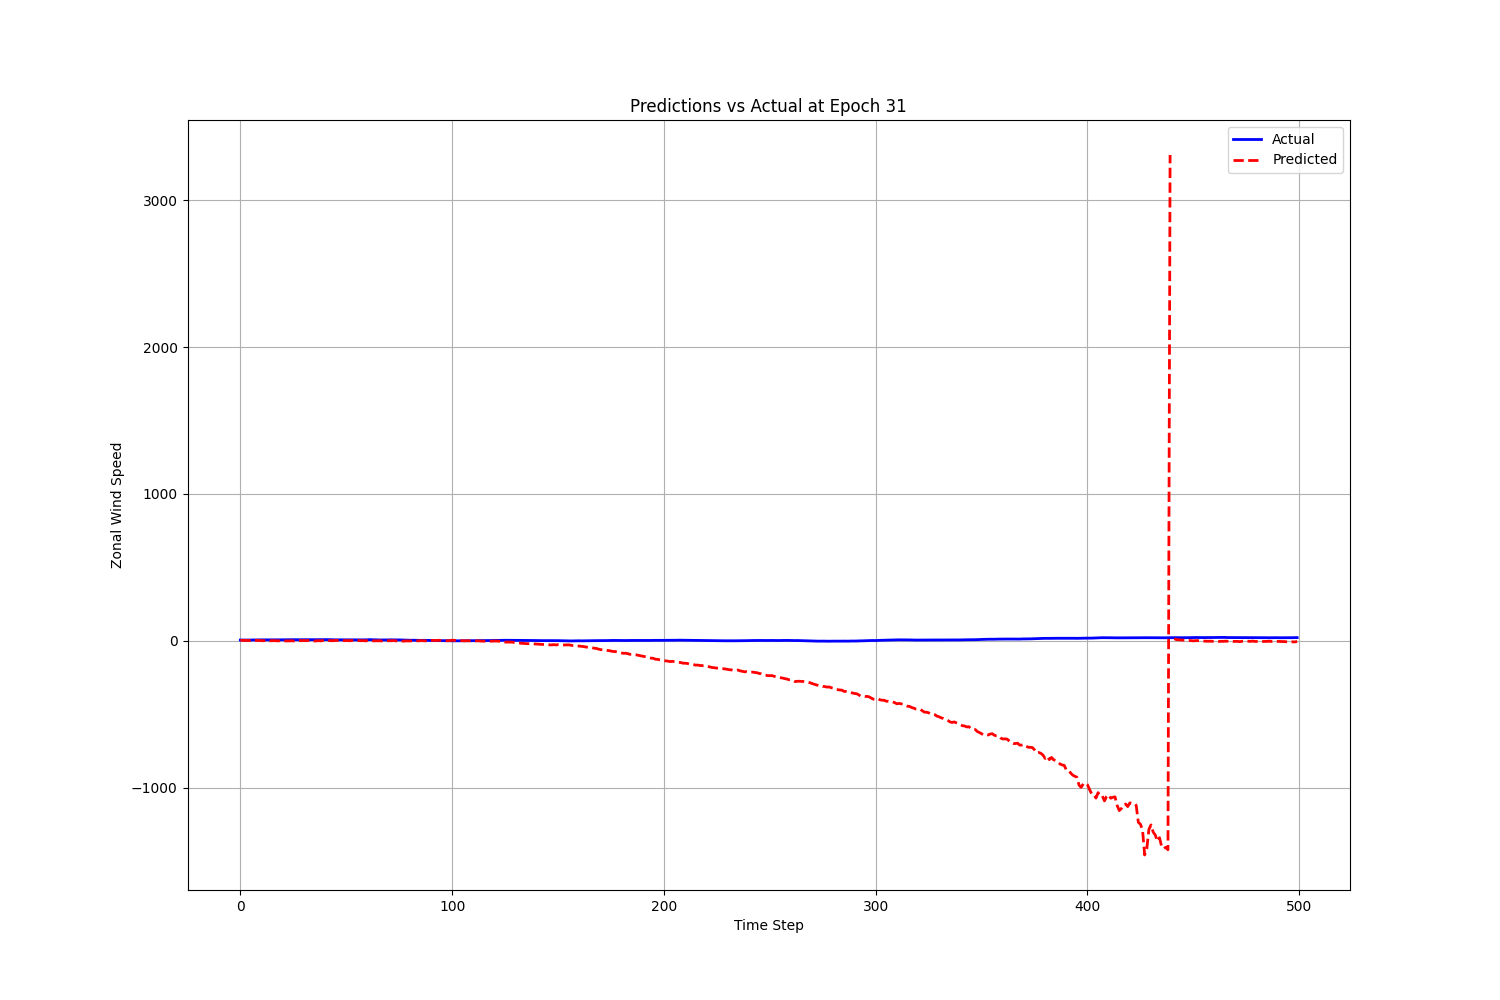 Predictions vs Actual at Epoch 31
Actual
Predicted
3000
2000
1000
0
−1000
Zonal Wind Speed
0 100 200 300 400 500
Time Step